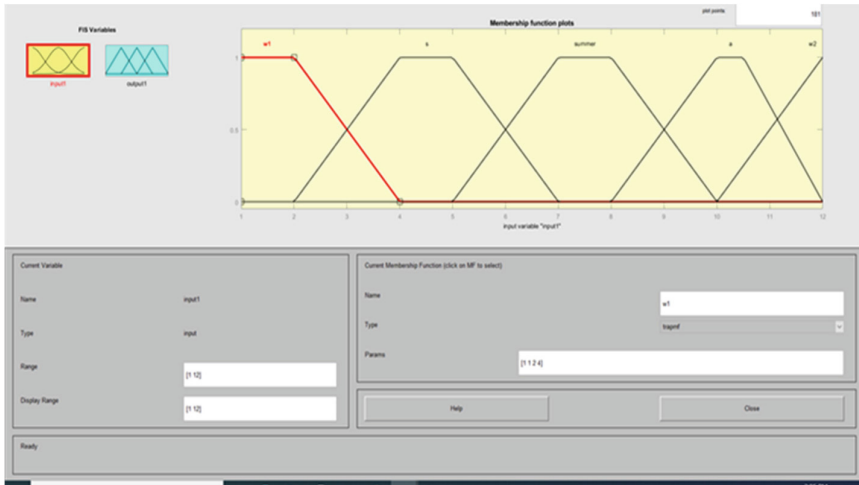 plot points: 181
FIS Variables
Membership function plots
w1 s summer a w2
input1
output1
1
0.5
0
1 2 3 4 5 6 7 8 9 10 11 12
input variable "input1"
Current Variable
Name input1
Type input
Range [1 12]
Display Range [1 12]
Current Membership Function (click on MF to select)
Name w1
Type trapmf
Params [1 1 2 4]
Help Close
Ready